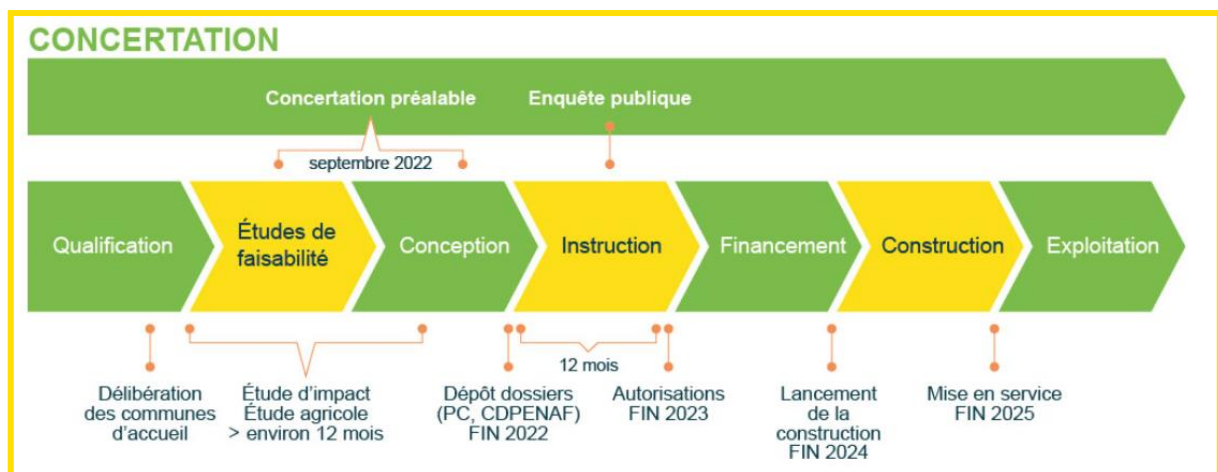 CONCERTATION
Concertation préalable
Enquête publique
septembre 2022
Qualification
Études de
faisabilité
Conception
Instruction
Financement
Construction
Exploitation
12 mois
Délibération
des communes
d'accueil
Étude d'impact
Étude agricole
> environ 12 mois
Dépôt dossiers
(PC, CDPENAF)
FIN 2022
Autorisations
FIN 2023
Lancement
de la
construction
FIN 2024
Mise en service
FIN 2025